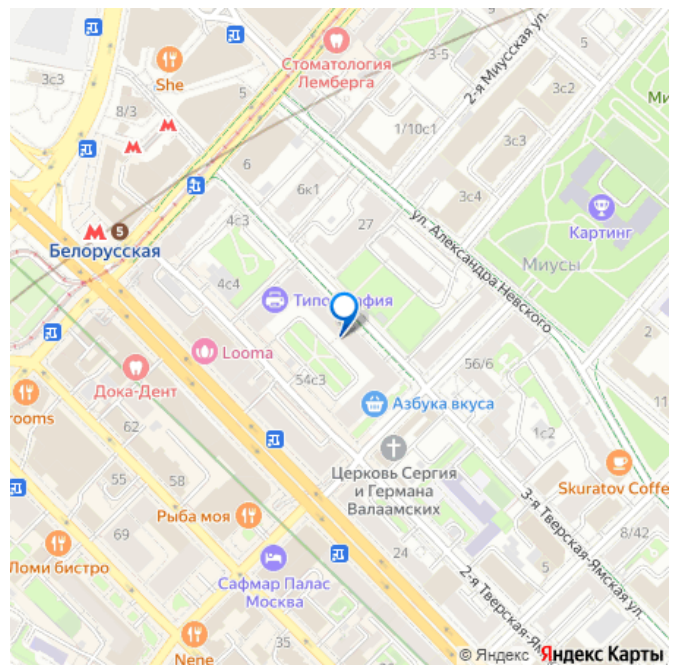 3-5
2-я Миусская ул.
5
Стоматология
Лемберга
3с3
She
5
3с2
Ми
8/3
1/10с1
3с3
6
6к1
3с4
ул. Александра Невского
27
4с3
Картинг
5
Белорусская
Миусы
4с4
Типография
2
Looma
56/6
Дока-Дент
54с3
Азбука вкуса
11
rooms
62
1с2
Церковь Сергия
и Германа
Валаамских
Skuratov Coffe
55
58
3-я Тверская-Ямская ул.
Рыба моя
69
8/42
24
Ломи бистро
Сафмар Палас
Москва
2-я Тверская-Ям
5
35
Nene
© Яндекс Яндекс Карты